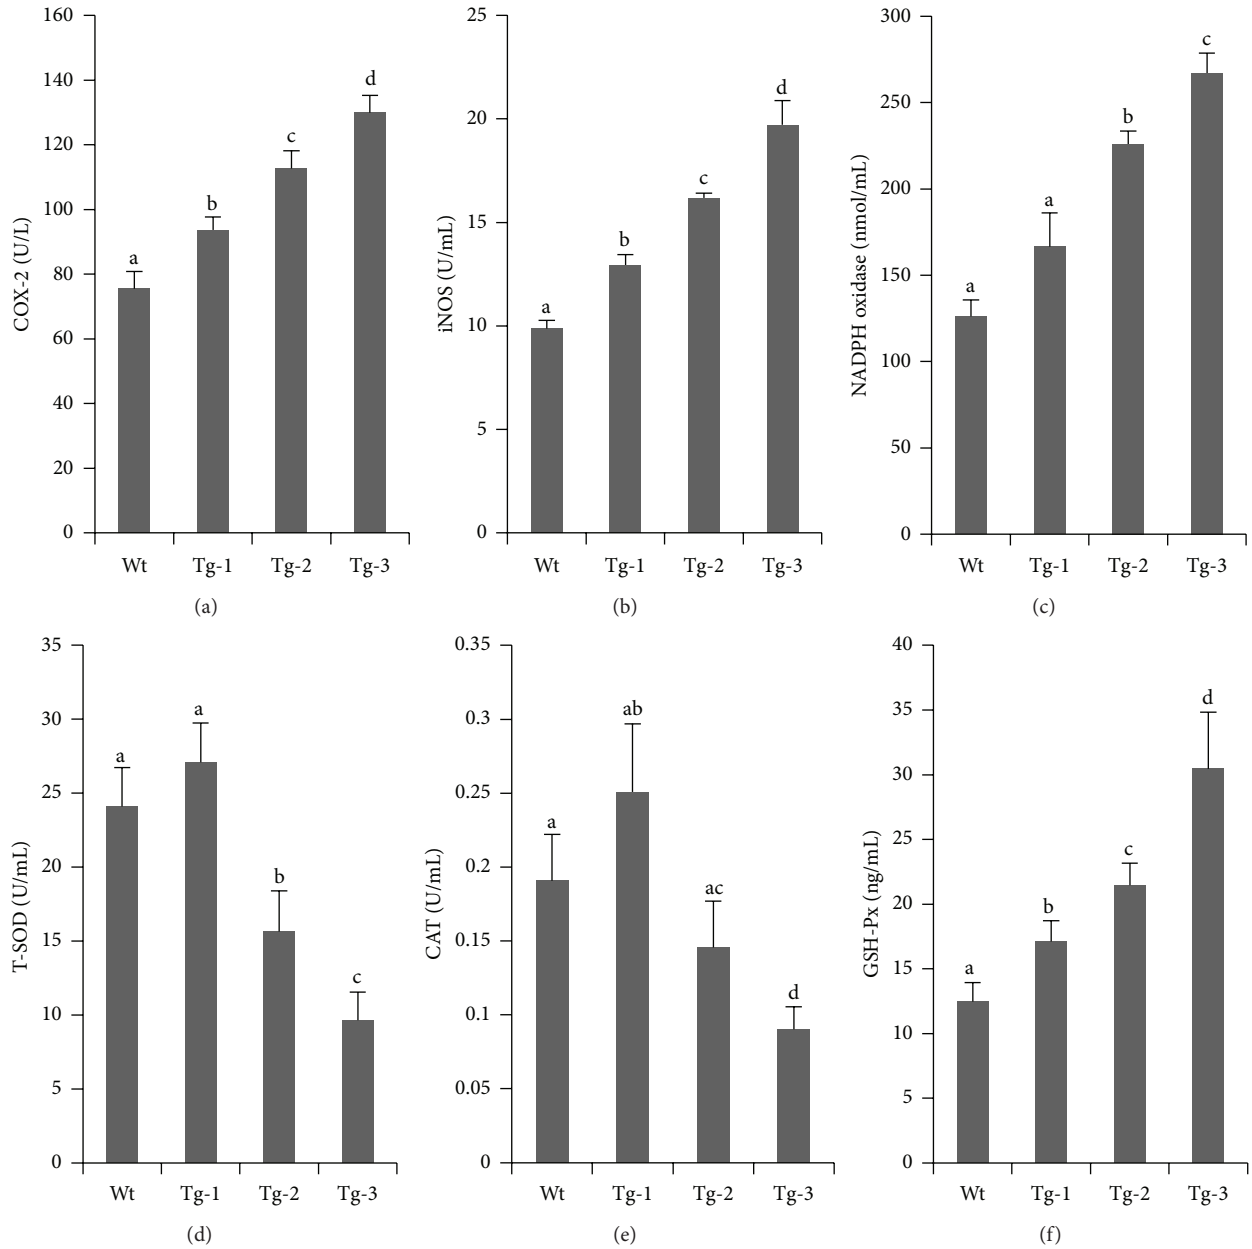 160
140
120
100
80
60
40
20
0
COX-2 (U/L)
a
b
c
d
Wt Tg-1 Tg-2 Tg-3
(a)
25
20
15
10
5
0
iNOS (U/mL)
a
b
c
d
Wt Tg-1 Tg-2 Tg-3
(b)
300
250
200
150
100
50
0
NADPH oxidase (nmol/mL)
a
a
b
c
Wt Tg-1 Tg-2 Tg-3
(c)
35
30
25
20
15
10
5
0
T-SOD (U/mL)
a
a
b
c
Wt Tg-1 Tg-2 Tg-3
(d)
0.35
0.3
0.25
0.2
0.15
0.1
0.05
0
CAT (U/mL)
a
ab
ac
d
Wt Tg-1 Tg-2 Tg-3
(e)
40
35
30
25
20
15
10
5
0
GSH-Px (ng/mL)
a
b
c
d
Wt Tg-1 Tg-2 Tg-3
(f)